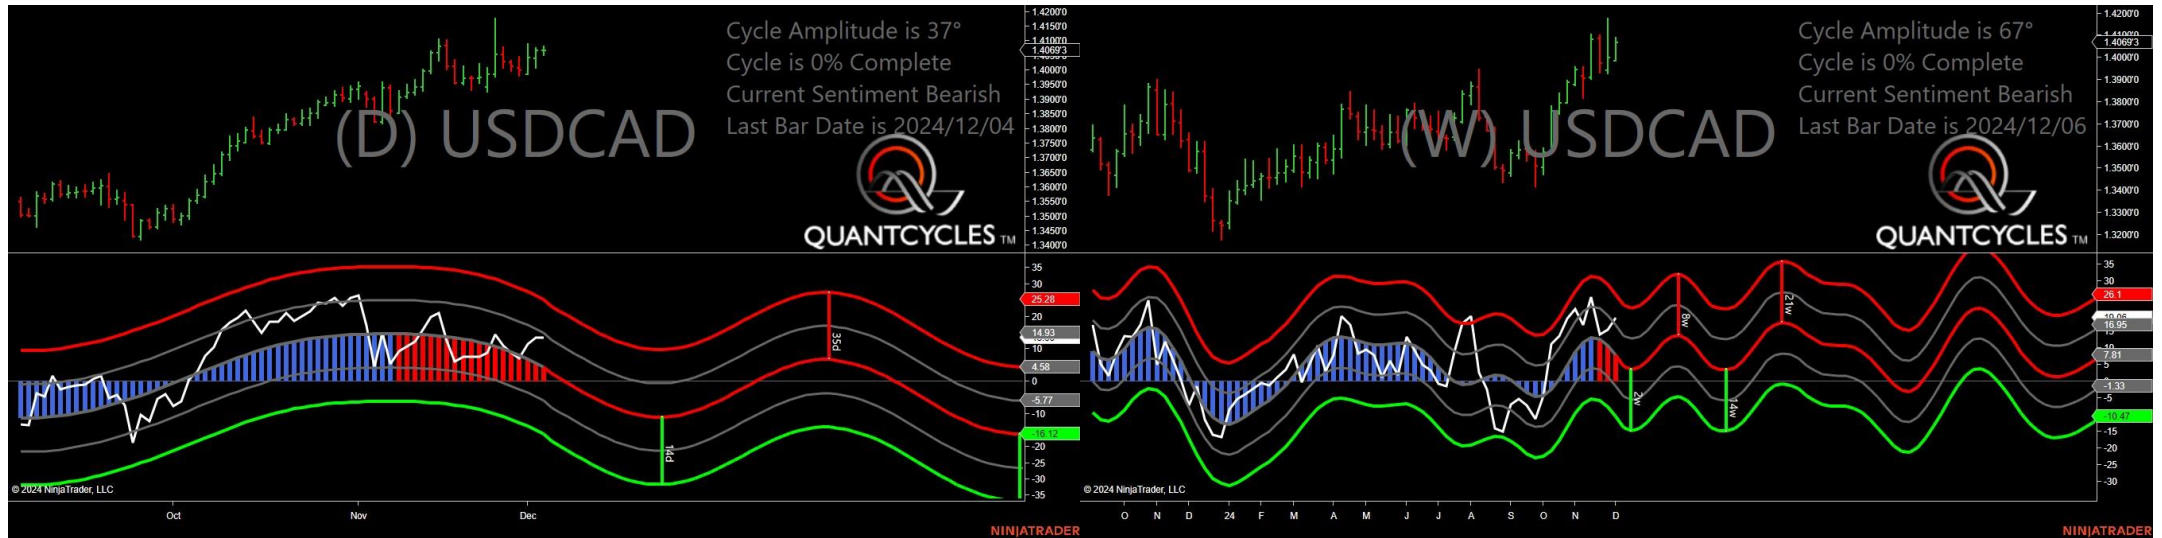 Cycle Amplitude is 37°
Cycle is 0% Complete
Current Sentiment Bearish
Last Bar Date is 2024/12/04
(D) USDCAD
QUANTCYCLES TM
1.4200'0
1.4150'0
1.4100'0
1.4069'3
1.4000'0
1.3950'0
1.3900'0
1.3850'0
1.3800'0
1.3750'0
1.3700'0
1.3650'0
1.3600'0
1.3550'0
1.3500'0
1.3450'0
1.3400'0
35
30
25.28
20
14.93
10
4.58
0
-5.77
-10
-16.12
-20
-25
-30
-35
14d
35d
© 2024 NinjaTrader, LLC
Oct Nov Dec
NINJATRADER
Cycle Amplitude is 67°
Cycle is 0% Complete
Current Sentiment Bearish
Last Bar Date is 2024/12/06
(W) USDCAD
QUANTCYCLES TM
1.4200'0
1.4069'3
1.4000'0
1.3900'0
1.3800'0
1.3700'0
1.3600'0
1.3500'0
1.3400'0
1.3300'0
1.3200'0
35
30
26.1
16.95
10
7.81
5
0
-1.33
-5
-10.47
-15
-20
-25
-30
2w
8w
14w
21w
© 2024 NinjaTrader, LLC
O N D 24 F M A M J J A S O N D
NINJATRADER